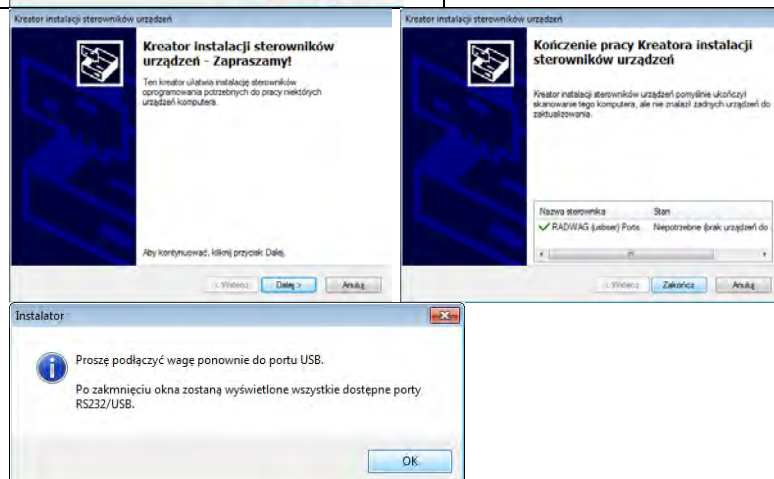 Kreator instalacji sterowników urządzeń
Kreator instalacji sterowników
urządzeń - Zapraszamy!
Ten kreator ułatwia instalację sterowników
oprogramowania potrzebnych do pracy niektórych
urządzeń komputera.
Aby kontynuować, kliknij przycisk Dalej.
< Wstecz
Dalej >
Anuluj
Kreator instalacji sterowników urządzeń
Kończenie pracy Kreatora instalacji
sterowników urządzeń
Kreator instalacji sterowników urządzeń pomyślnie ukończył
skanowanie tego komputera, ale nie znalazł żadnych urządzeń do
zaktualizowania.
Nazwa sterownika Stan
RADWAG (usbser) Ports Niepotrzebne (brak urządzeń do
< Wstecz
Zakończ
Anuluj
Instalator
Proszę podłączyć wagę ponownie do portu USB.
Po zakmnięciu okna zostaną wyświetlone wszystkie dostępne porty
RS232/USB.
OK